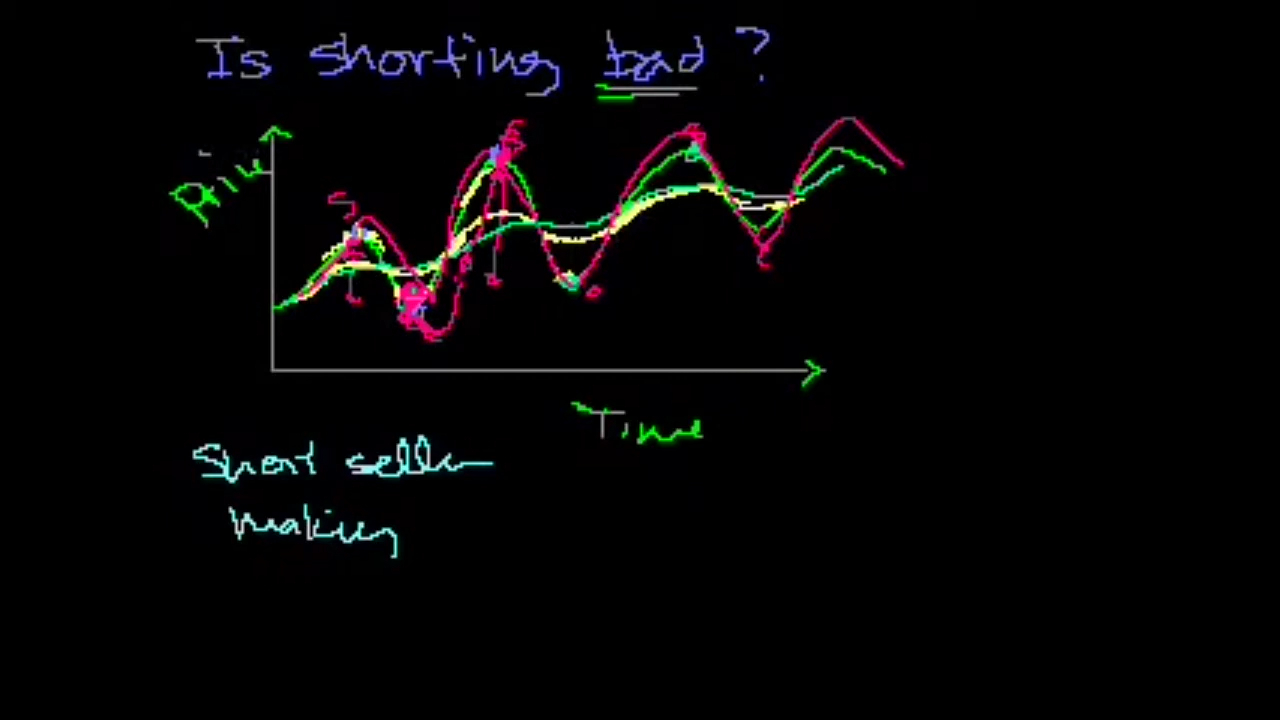 Is shorting bad?
Price
Time
Short seller
making